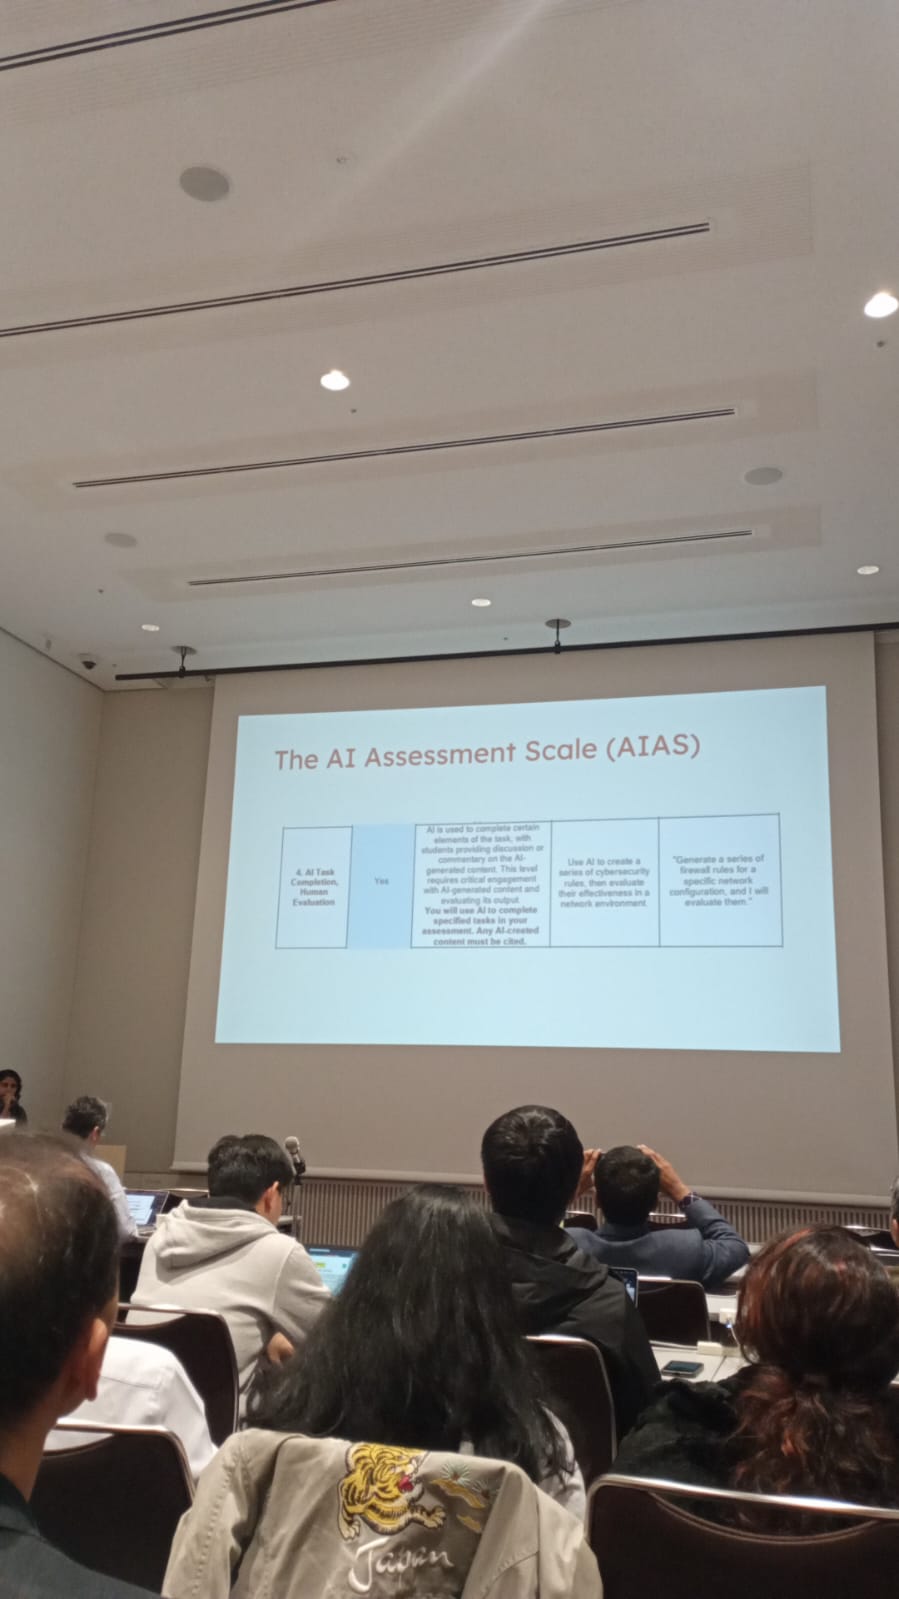 The AI Assessment Scale (AIAS)
4. AI Task
Completion,
Human
Evaluation
Yes
AI is used to complete certain
elements of the task, with
students providing discussion or
commentary on the AI-
generated content. This level
requires critical engagement
with AI-generated content and
evaluating its output.
You will use AI to complete
specified tasks in your
assessment. Any AI-created
content must be cited.
Use AI to create a
series of cybersecurity
rules, then evaluate
their effectiveness in a
network environment.
"Generate a series of
firewall rules for a
specific network
configuration, and I will
evaluate them."
Japan